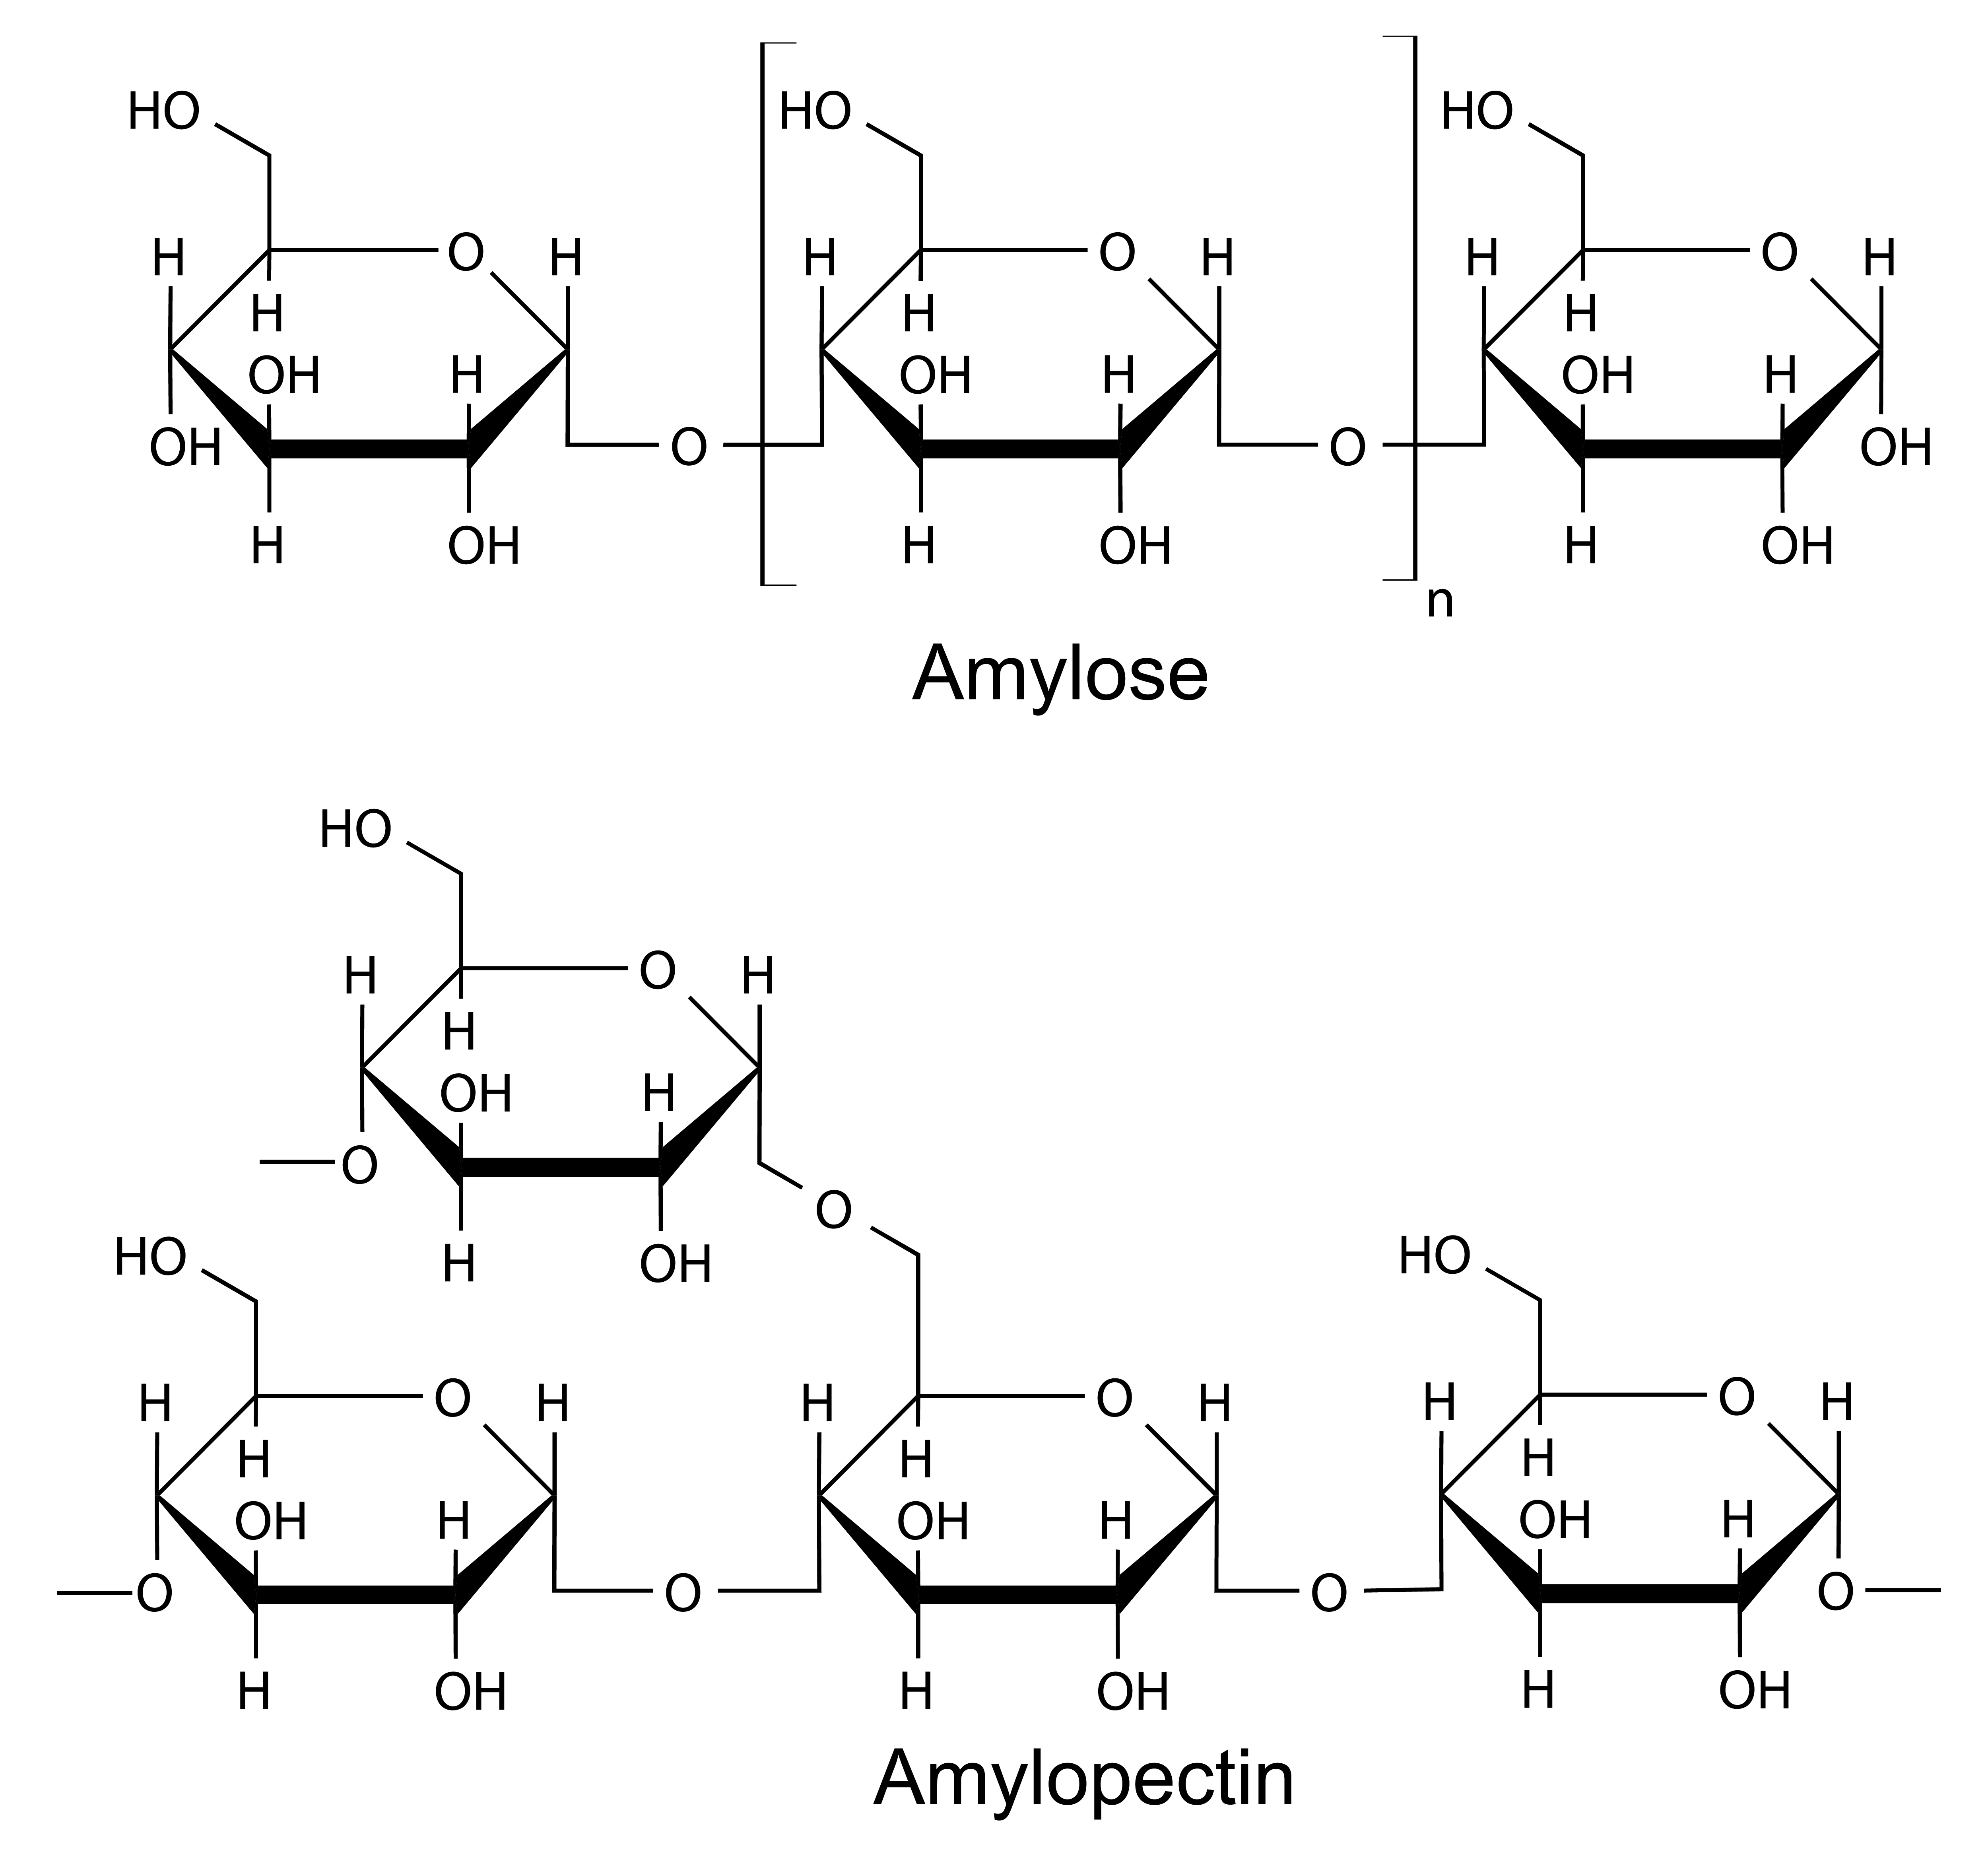 HO HO HO
H O H H O H H O H
H H H
OH H OH H OH H
OH O O OH
H OH H OH H OH
n
Amylose
HO
H O H
H
OH H
O
O
HO H OH HO
H O H H O H H O H
H H H
OH H OH H OH H
O O O O
H OH H OH H OH
Amylopectin